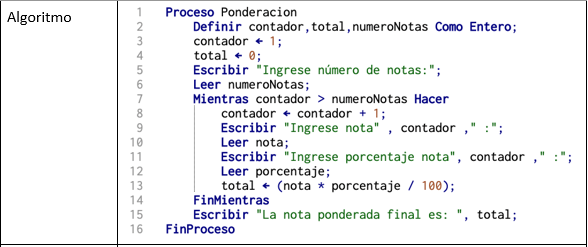 Algoritmo
1 Proceso Ponderacion
2 Definir contador,total,numeroNotas Como Entero;
3 contador ← 1;
4 total ← 0;
5 Escribir "Ingrese número de notas:";
6 Leer numeroNotas;
7 Mientras contador > numeroNotas Hacer
8 contador ← contador + 1;
9 Escribir "Ingrese nota" , contador ," :";
10 Leer nota;
11 Escribir "Ingrese porcentaje nota", contador ," :";
12 Leer porcentaje;
13 total ← (nota * porcentaje / 100);
14 FinMientras
15 Escribir "La nota ponderada final es: ", total;
16 FinProceso